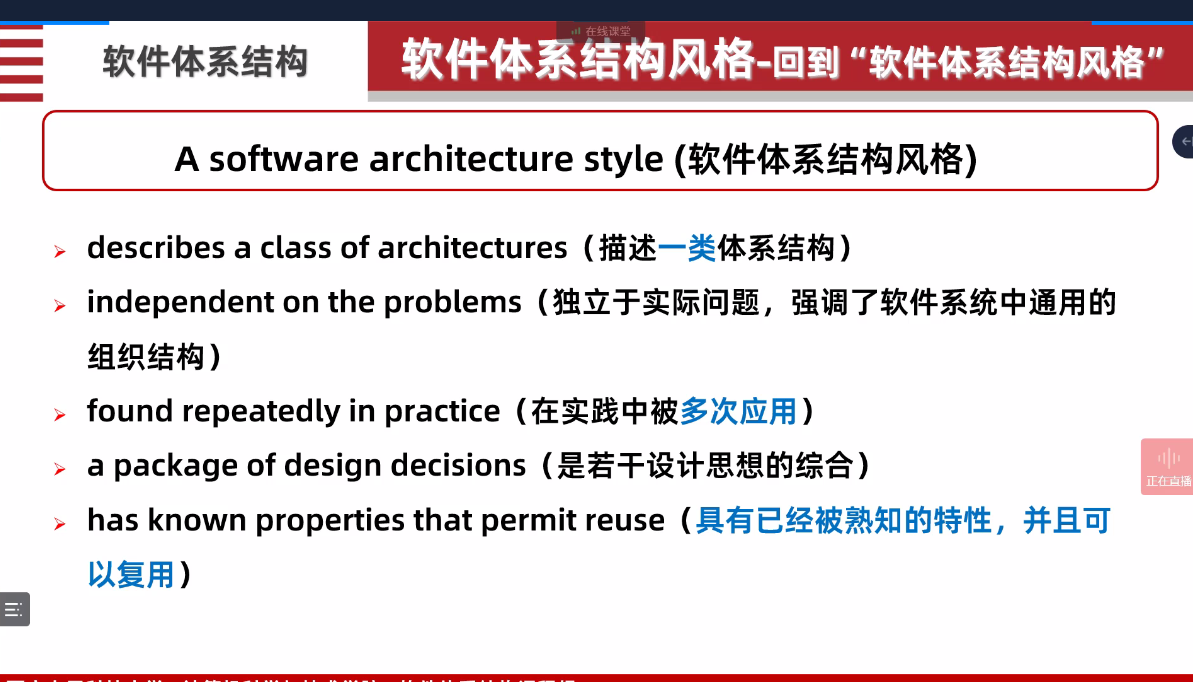 在线课堂
软件体系结构
软件体系结构风格-回到“软件体系结构风格”
A software architecture style (软件体系结构风格)
describes a class of architectures（描述一类体系结构）
independent on the problems（独立于实际问题，强调了软件系统中通用的
组织结构）
found repeatedly in practice（在实践中被多次应用）
a package of design decisions（是若干设计思想的综合）
has known properties that permit reuse（具有已经被熟知的特性，并且可
以复用）
正在直播